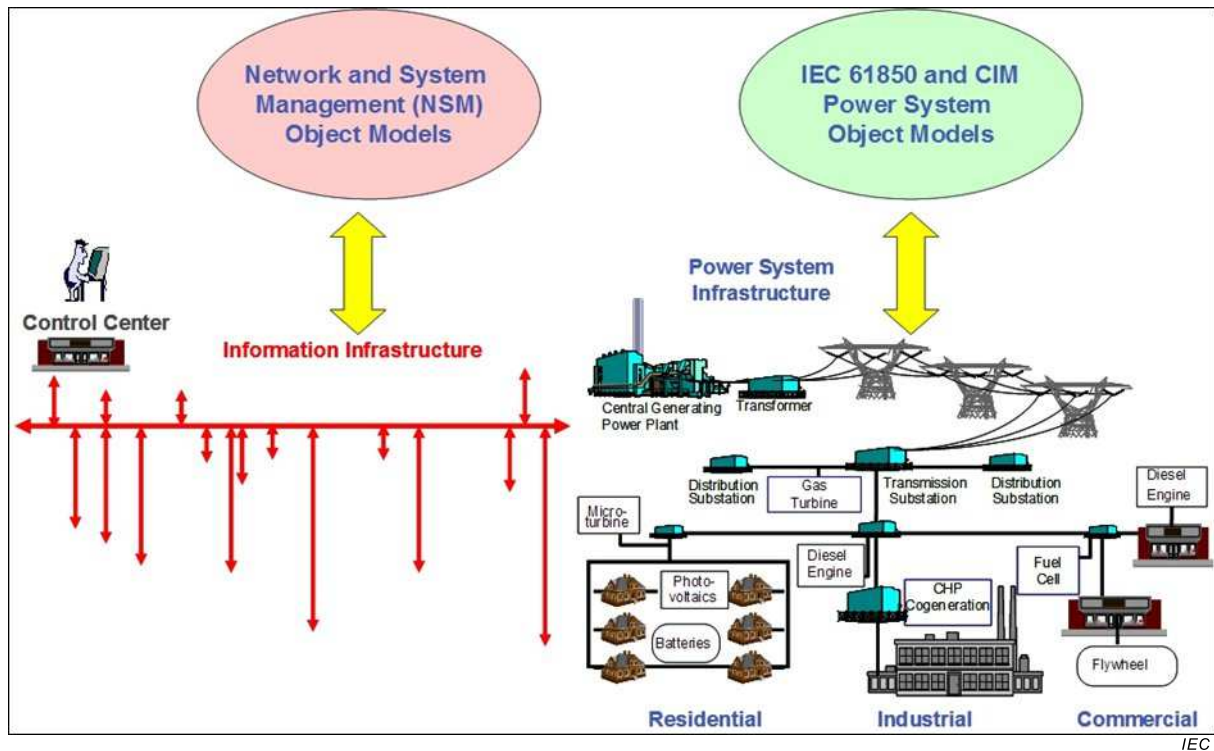 Network and System
Management (NSM)
Object Models
IEC 61850 and CIM
Power System
Object Models
Power System
Infrastructure
Control Center
Information Infrastructure
Central Generating
Power Plant
Transformer
Distribution
Substation
Gas
Turbine
Transmission
Substation
Distribution
Substation
Diesel
Engine
Micro-
turbine
Diesel
Engine
Fuel
Cell
Photo-
voltaics
CHP
Cogeneration
Batteries
Flywheel
Residential
Industrial
Commercial
IEC